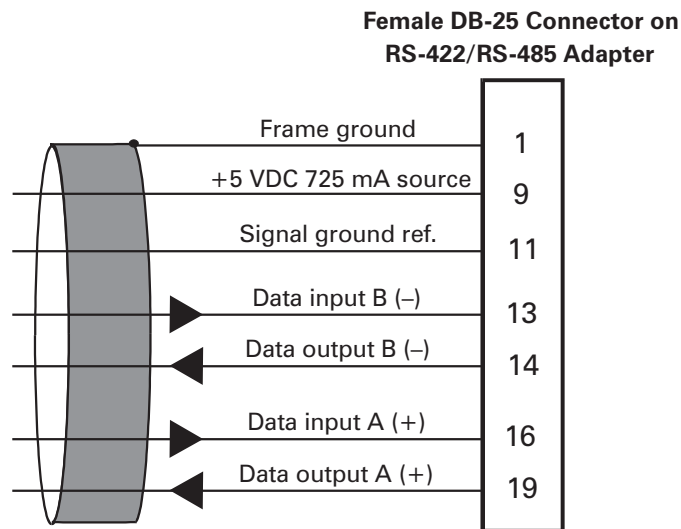 Female DB-25 Connector on
RS-422/RS-485 Adapter
Frame ground 1
+5 VDC 725 mA source 9
Signal ground ref. 11
Data input B (–) 13
Data output B (–) 14
Data input A (+) 16
Data output A (+) 19